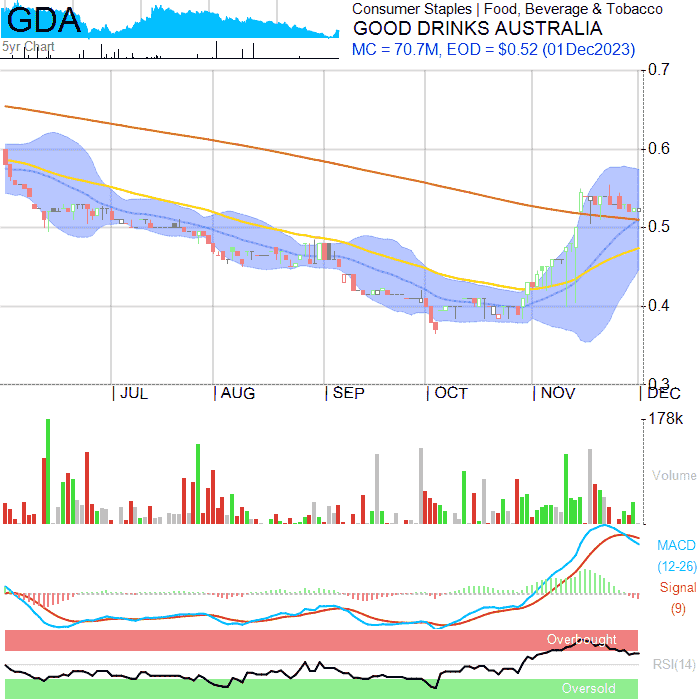 GDA
5yr Chart
Consumer Staples | Food, Beverage & Tobacco
GOOD DRINKS AUSTRALIA
MC = 70.7M, EOD = $0.52 (01Dec2023)
0.7
0.6
0.5
0.4
0.3
JUL
AUG
SEP
OCT
NOV
DEC
178k
Volume
MACD
(12-26)
Signal
(9)
Overbought
RSI(14)
Oversold